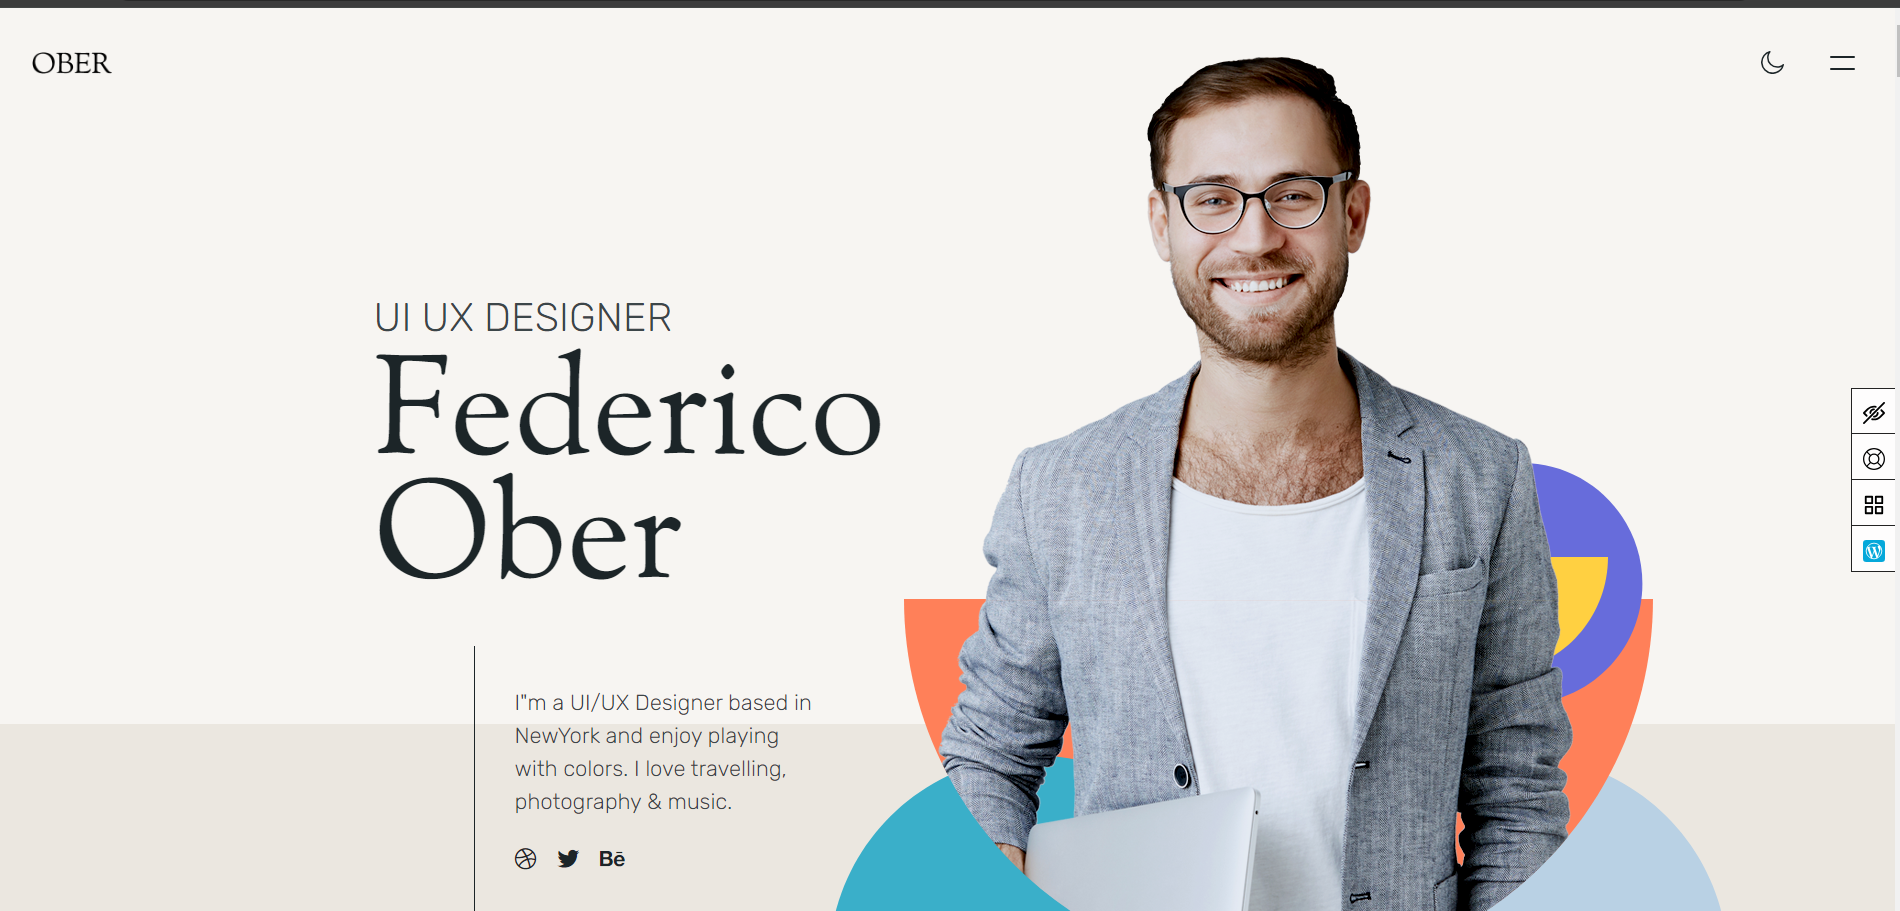 OBER
UI UX DESIGNER
Federico
Ober
I"m a UI/UX Designer based in
NewYork and enjoy playing
with colors. I love travelling,
photography & music.
Bē